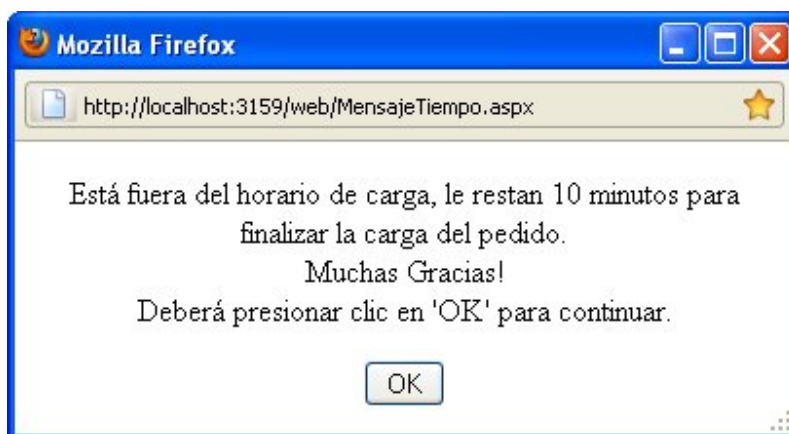 Mozilla Firefox
http://localhost:3159/web/MensajeTiempo.aspx
Está fuera del horario de carga, le restan 10 minutos para
finalizar la carga del pedido.
Muchas Gracias!
Deberá presionar clic en 'OK' para continuar.
OK